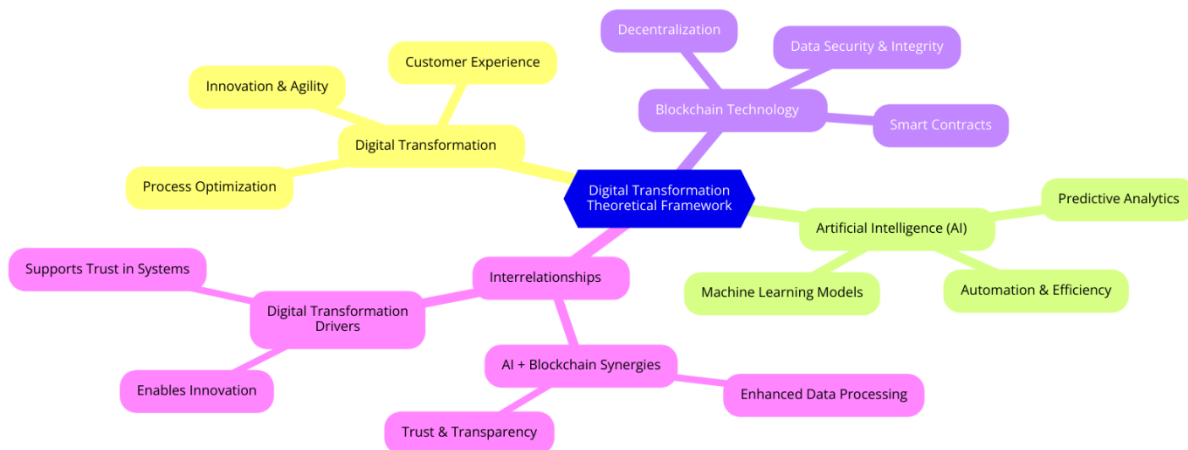 Decentralization
Data Security & Integrity
Customer Experience
Innovation & Agility
Blockchain Technology
Smart Contracts
Digital Transformation
Process Optimization
Digital Transformation
Theoretical Framework
Predictive Analytics
Artificial Intelligence (AI)
Supports Trust in Systems
Interrelationships
Machine Learning Models
Automation & Efficiency
Digital Transformation
Drivers
AI + Blockchain Synergies
Enables Innovation
Enhanced Data Processing
Trust & Transparency